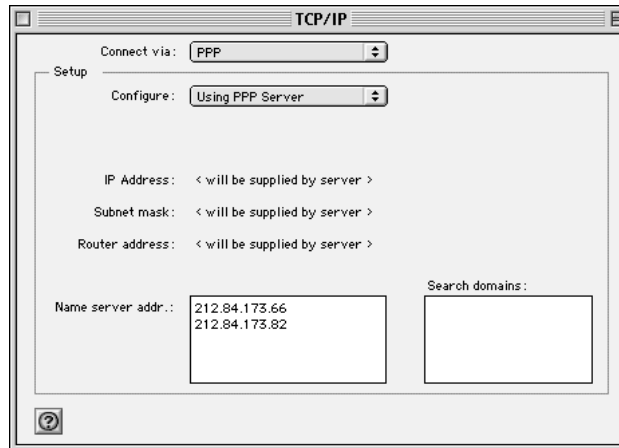 TCP/IP
Connect via: PPP
Setup
Configure: Using PPP Server
IP Address: < will be supplied by server >
Subnet mask: < will be supplied by server >
Router address: < will be supplied by server >
Search domains:
Name server addr.: 212.84.173.66
212.84.173.82
?